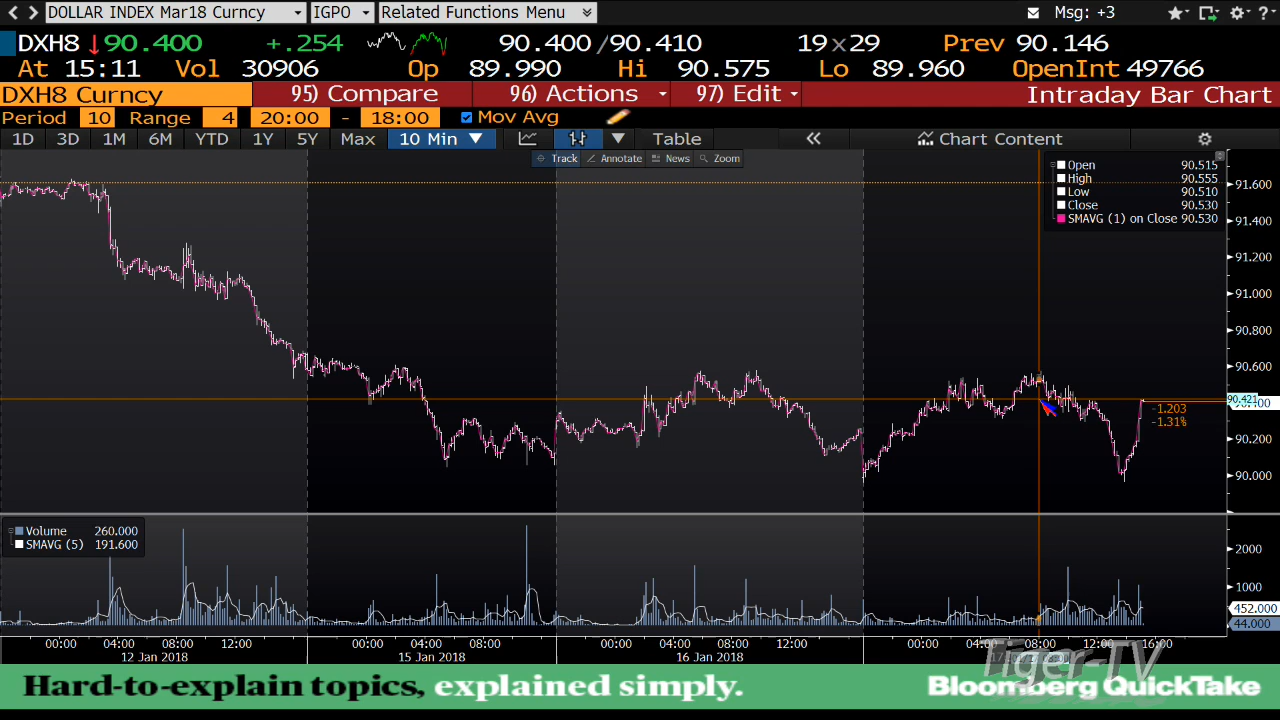 DOLLAR INDEX Mar18 Curncy IGPO Related Functions Menu Msg: +3
DXH8 90.400 +.254 90.400/90.410 19x29 Prev 90.146
At 15:11 Vol 30906 Op 89.990 Hi 90.575 Lo 89.960 OpenInt 49766
DXH8 Curncy 95) Compare 96) Actions 97) Edit Intraday Bar Chart
Period 10 Range 4 20:00 - 18:00 Mov Avg
1D 3D 1M 6M YTD 1Y 5Y Max 10 Min Table Chart Content
Track Annotate News Zoom
Open 90.515
High 90.555
Low 90.510
Close 90.530
SMAVG (1) on Close 90.530
91.600
91.400
91.200
91.000
90.800
90.600
90.421
-1.203
-1.31%
90.200
90.000
Volume 260.000
SMAVG (5) 191.600
2000
1000
452.000
44.000
00:00 04:00 08:00 12:00 00:00 04:00 08:00 00:00 04:00 08:00 12:00 00:00 04:00 08:00 12:00 16:00
12 Jan 2018 15 Jan 2018 16 Jan 2018
Tiger-TV
Hard-to-explain topics, explained simply. Bloomberg QuickTake